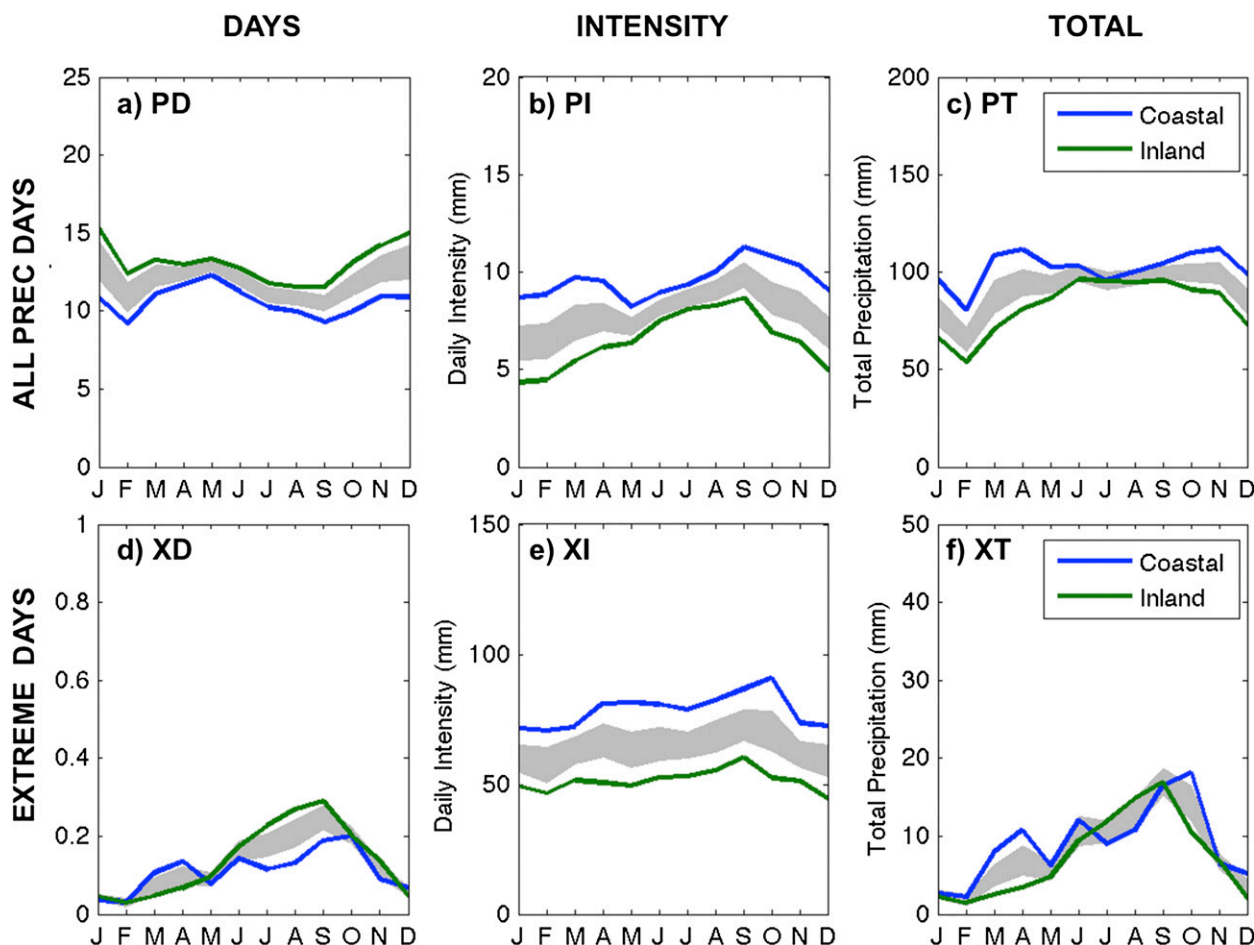 DAYS INTENSITY TOTAL
ALL PREC DAYS
a) PD
25
20
15
10
5
0
J F M A M J J A S O N D
b) PI
Daily Intensity (mm)
20
15
10
5
0
J F M A M J J A S O N D
c) PT
Coastal
Inland
Total Precipitation (mm)
200
150
100
50
0
J F M A M J J A S O N D
EXTREME DAYS
d) XD
1
0.8
0.6
0.4
0.2
0
J F M A M J J A S O N D
e) XI
Daily Intensity (mm)
150
100
50
0
J F M A M J J A S O N D
f) XT
Coastal
Inland
Total Precipitation (mm)
50
40
30
20
10
0
J F M A M J J A S O N D